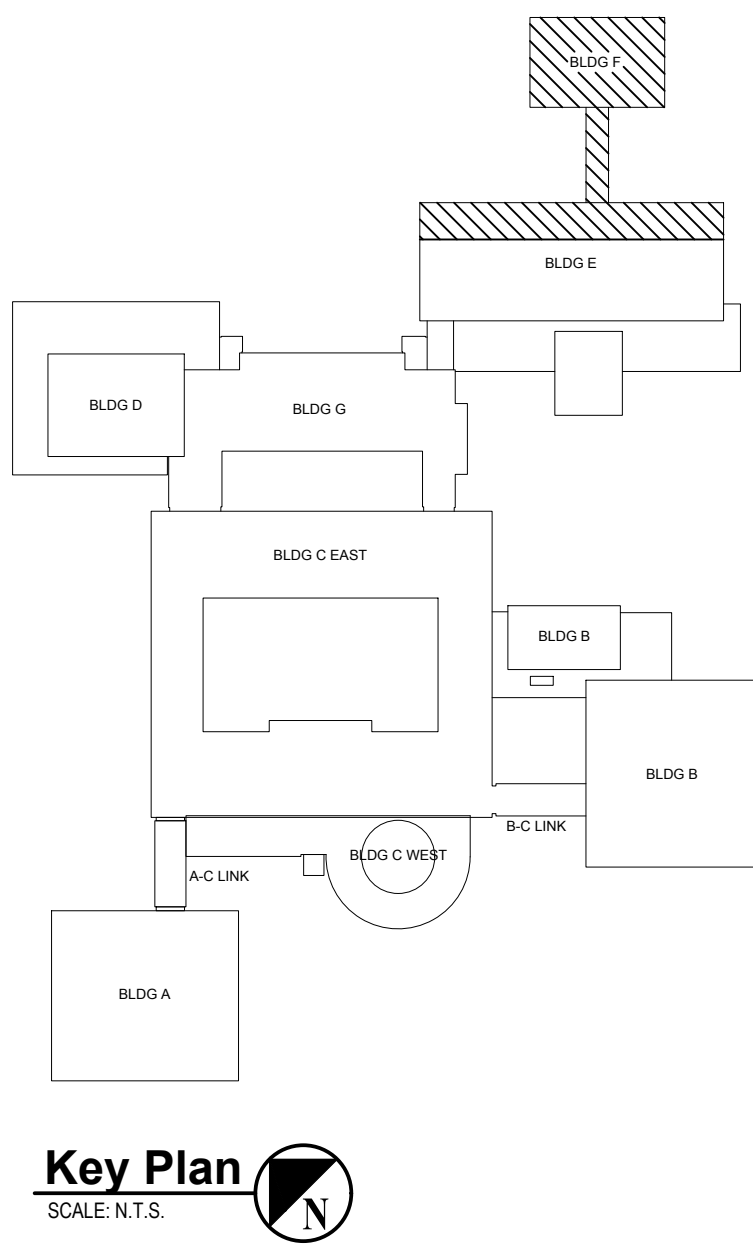 BLDG F
BLDG E
BLDG D
BLDG G
BLDG C EAST
BLDG B
BLDG B
B-C LINK
BLDG C WEST
A-C LINK
BLDG A
Key Plan
SCALE: N.T.S.
N